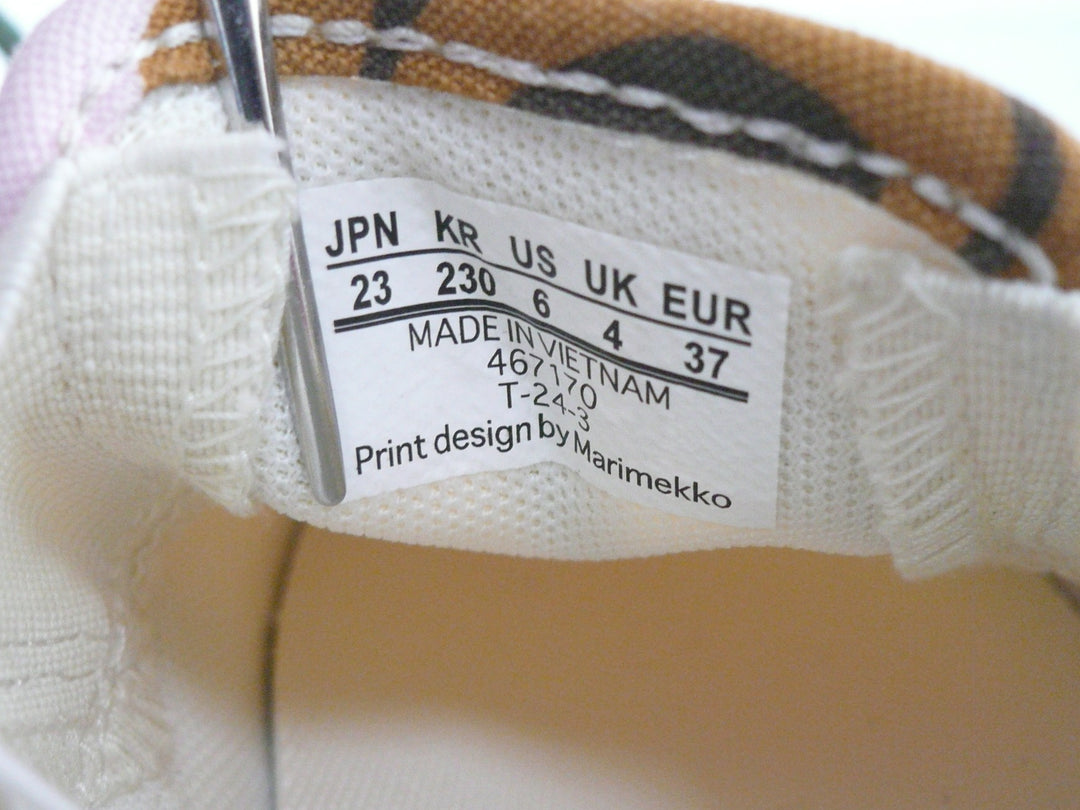 JPN KR US UK EUR
23 230 6 4 37
MADE IN VIETNAM
467170
T-24-3
Print design by Marimekko